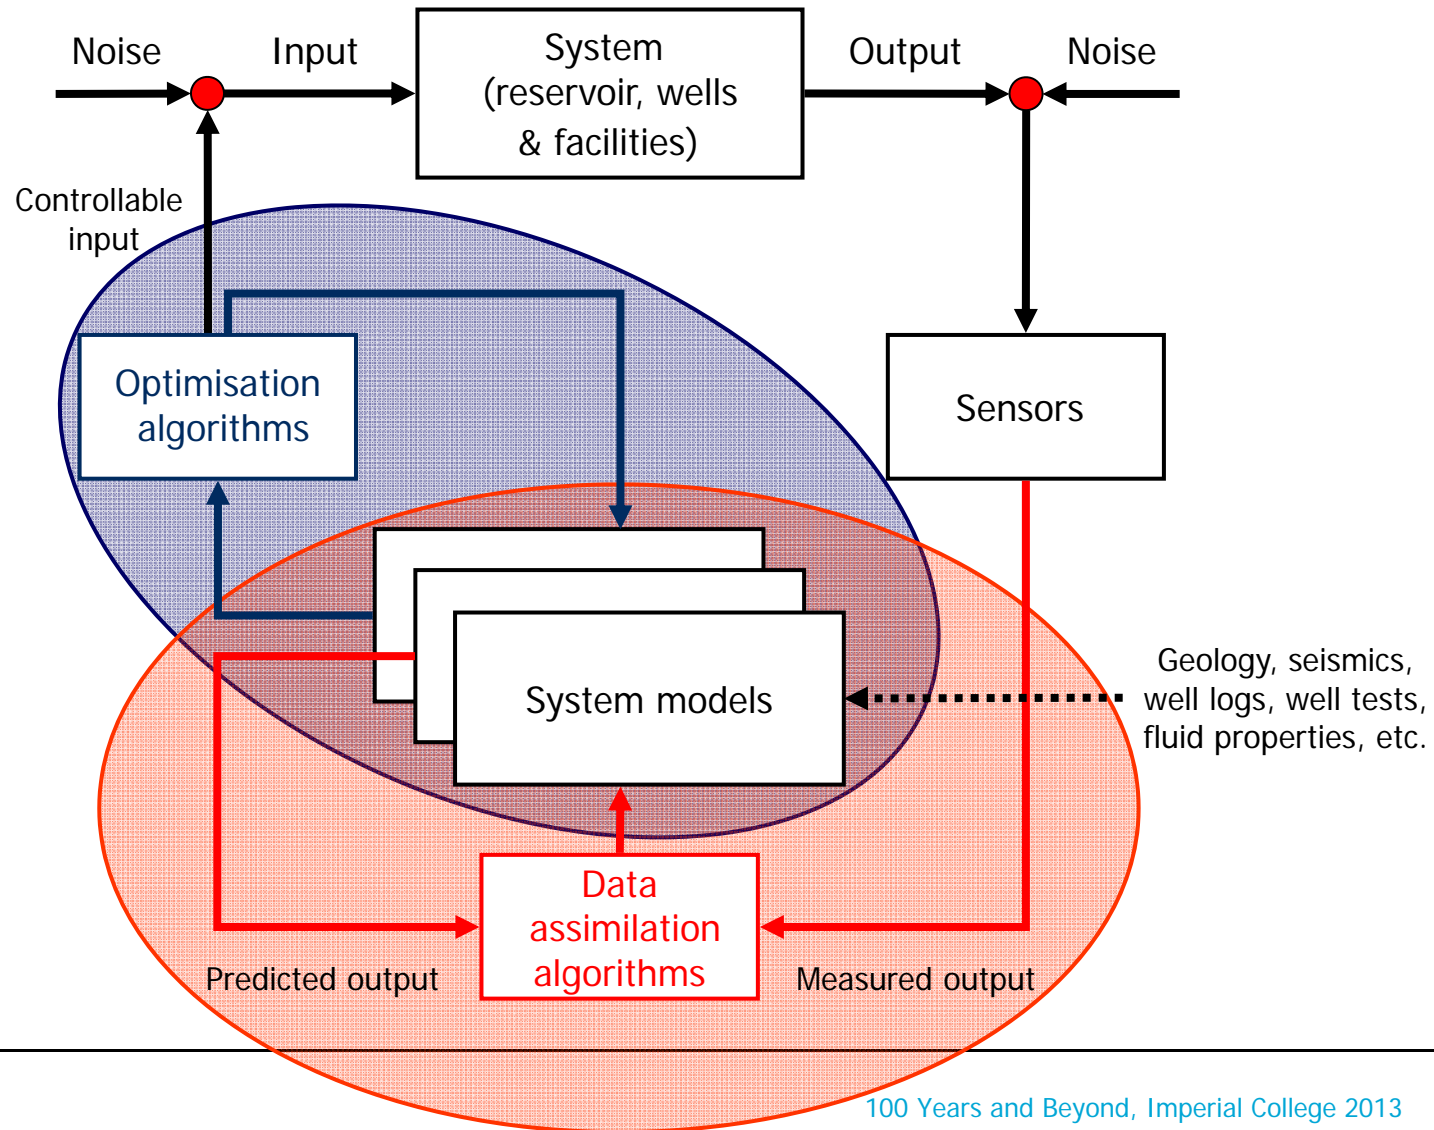 Noise
Input
System
(reservoir, wells
& facilities)
Output
Noise
Controllable
input
Optimisation
algorithms
Sensors
System models
Geology, seismics,
well logs, well tests,
fluid properties, etc.
Data
assimilation
algorithms
Predicted output
Measured output
100 Years and Beyond, Imperial College 2013